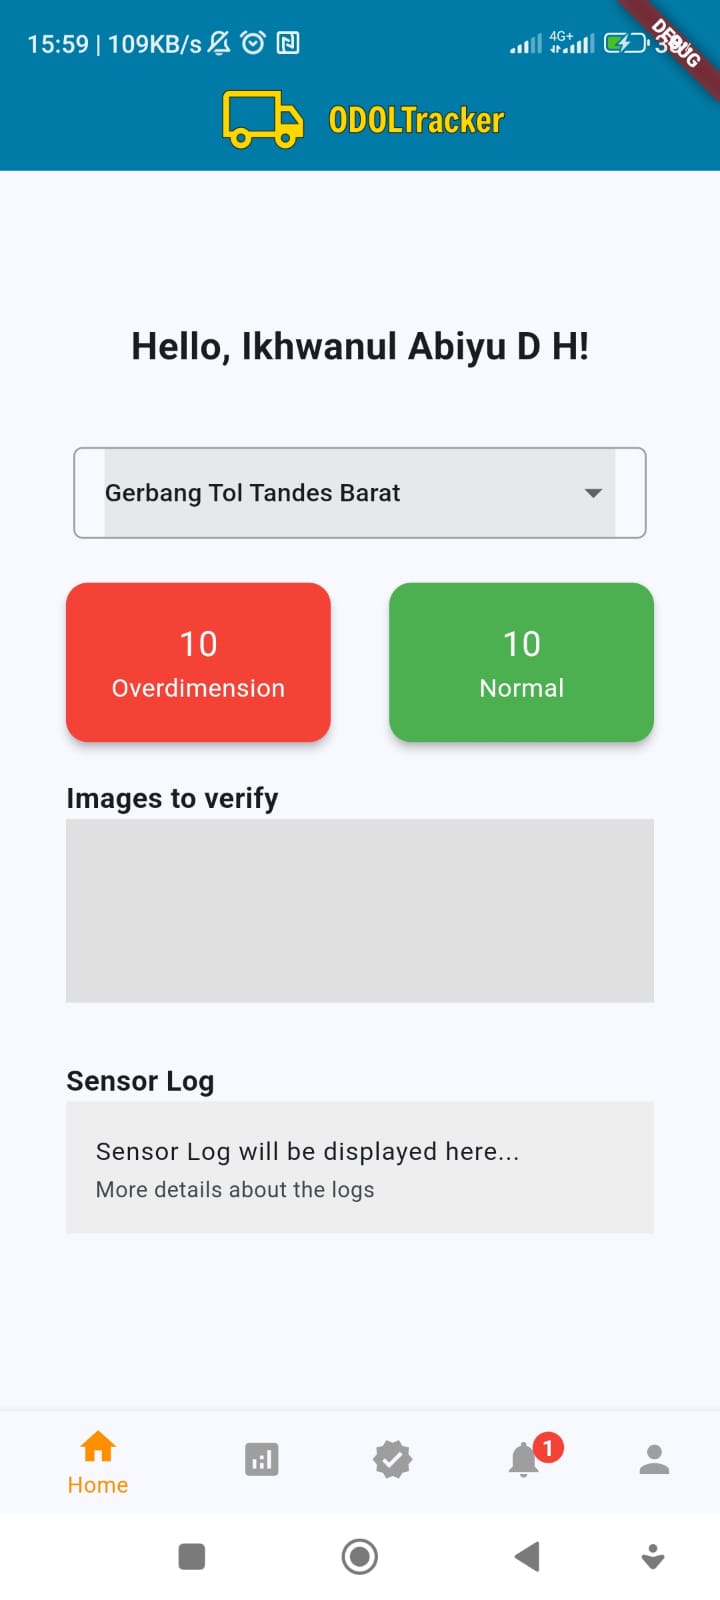 15:59 | 109KB/s
4G+
DEBUG
ODOLTracker
Hello, Ikhwanul Abiyu D H!
Gerbang Tol Tandes Barat
10
Overdimension
10
Normal
Images to verify
Sensor Log
Sensor Log will be displayed here...
More details about the logs
1
Home